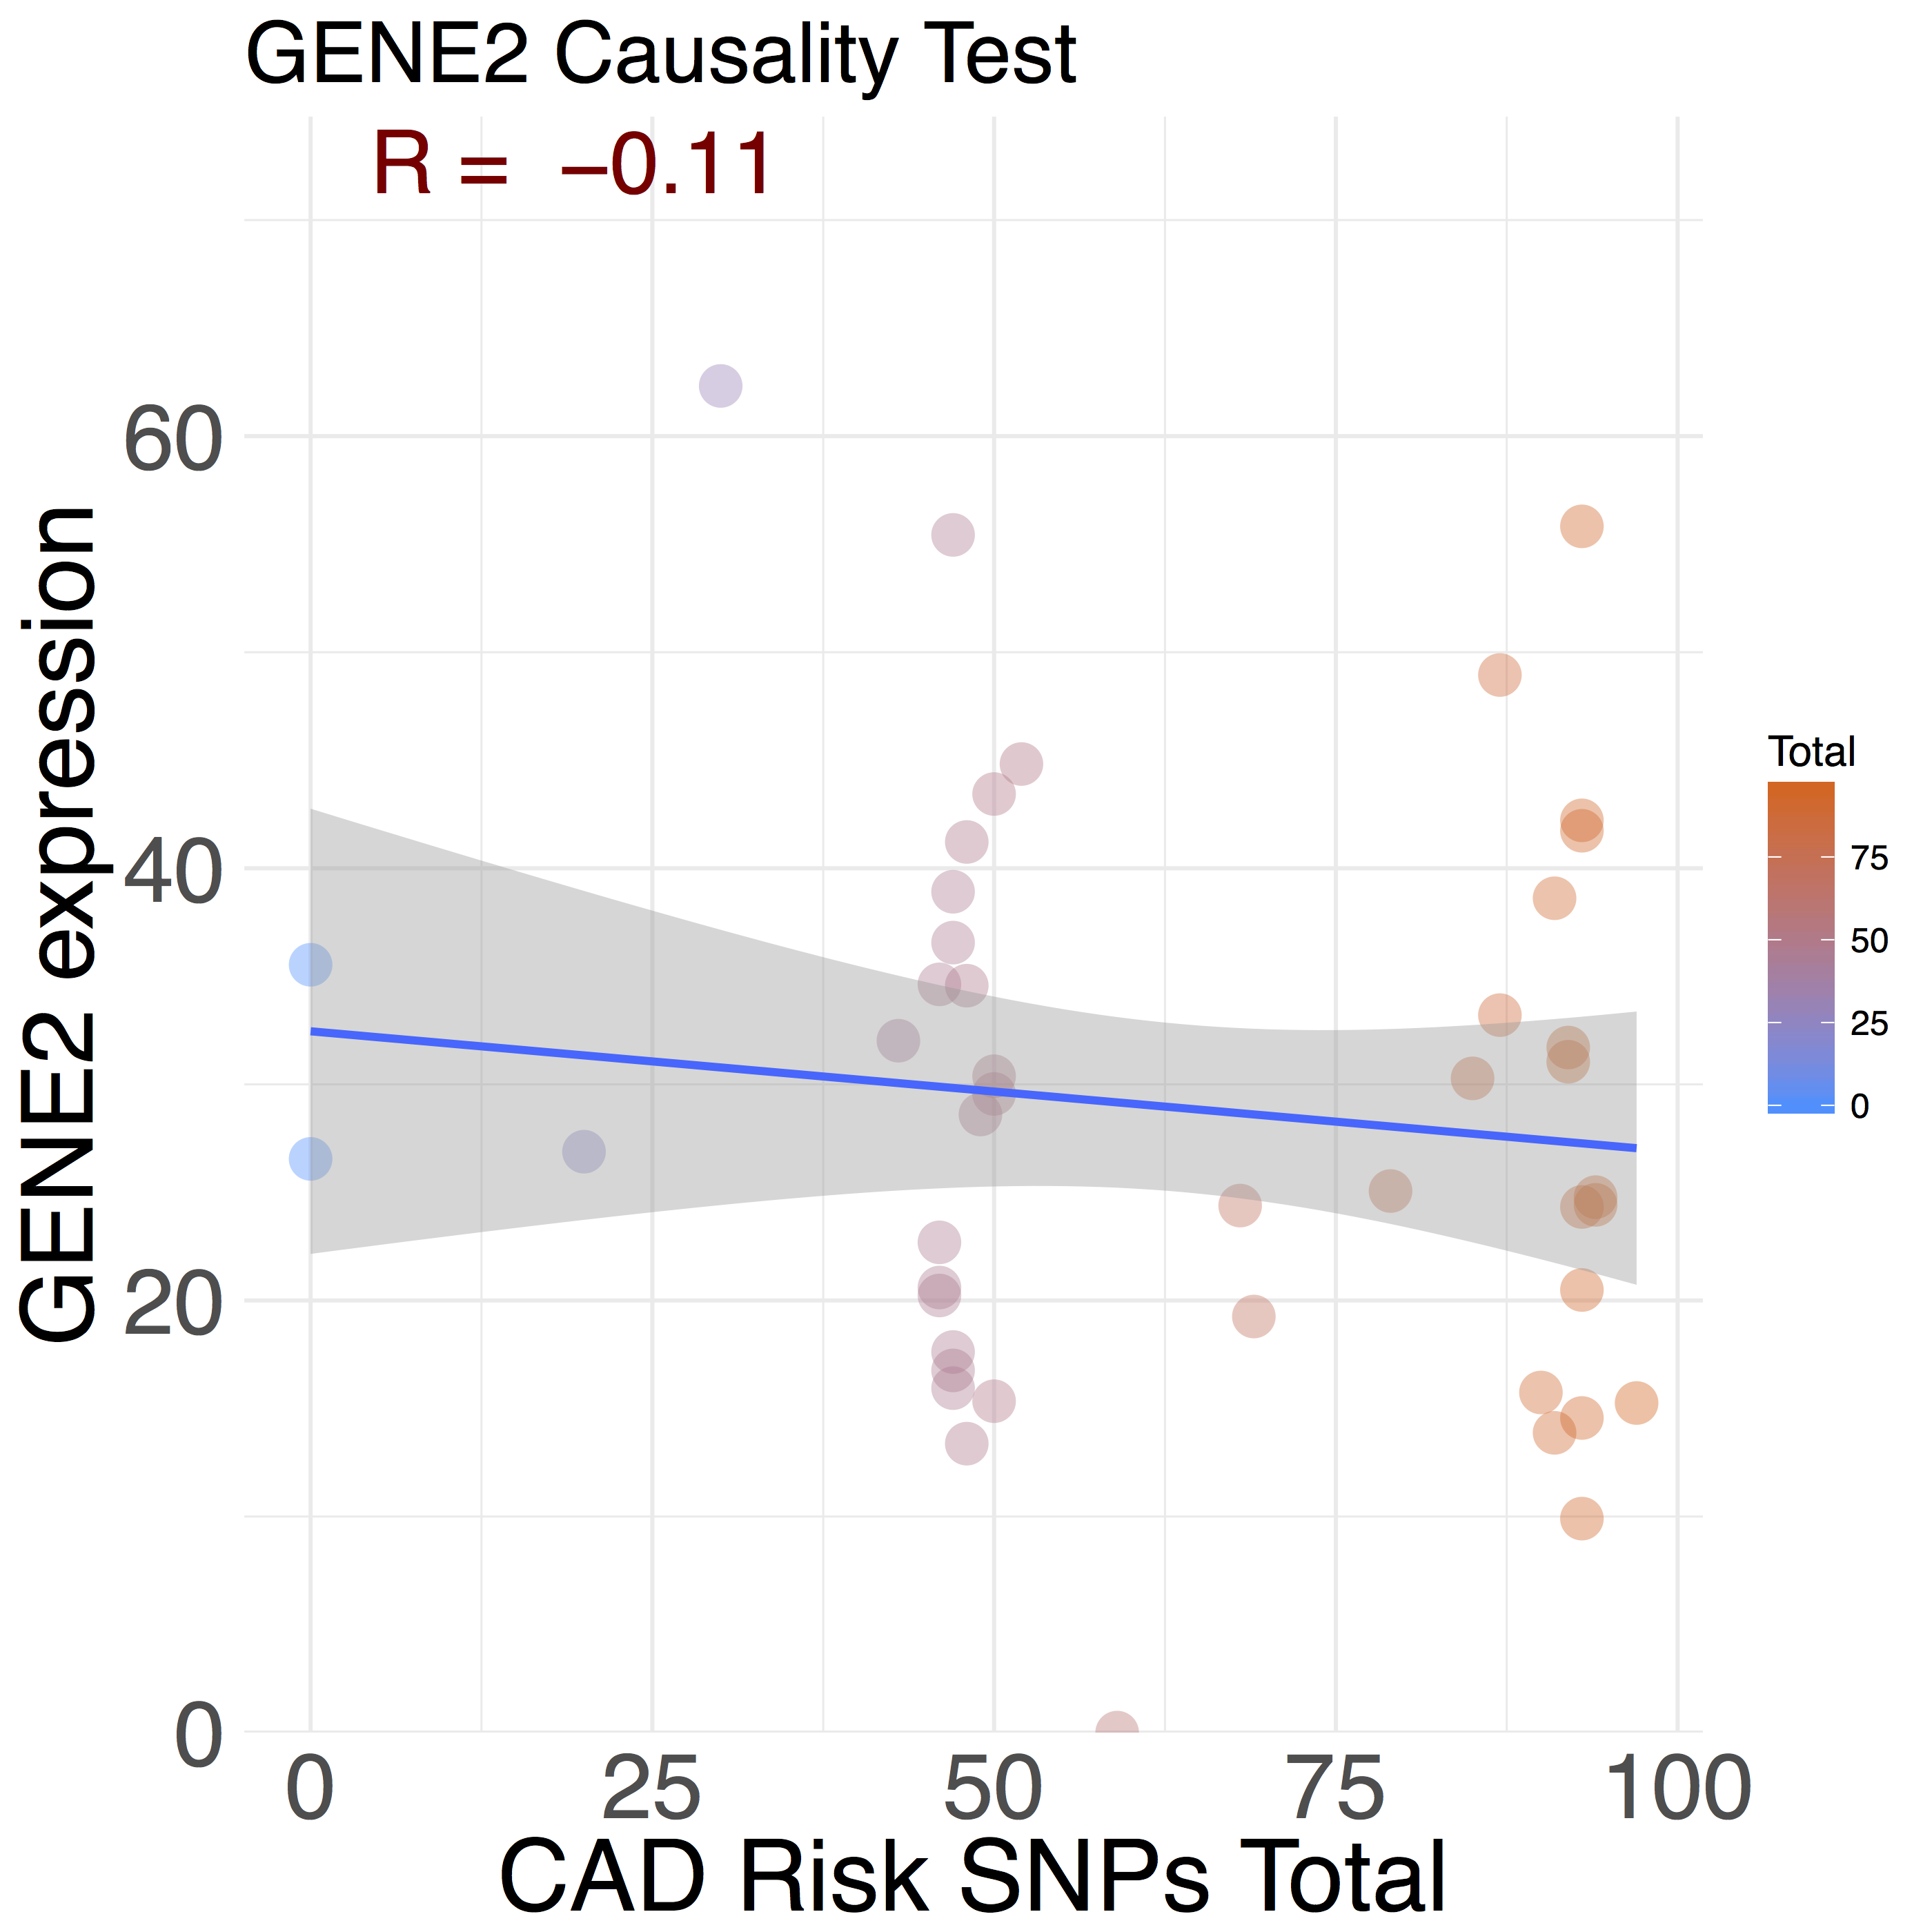 GENE2 Causality Test
R = −0.11
GENE2 expression
60
40
20
0
0 25 50 75 100
CAD Risk SNPs Total
Total
75
50
25
0